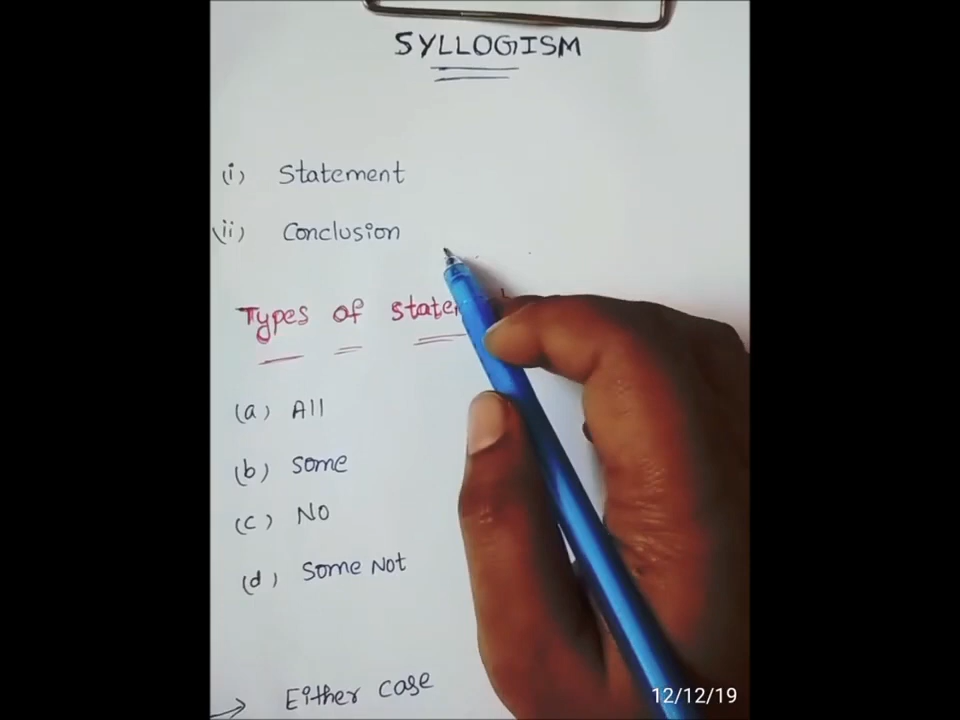 SYLLOGISM
(i) Statement
(ii) Conclusion
Types of
(a) All
(b) Some
(c) No
(d) Some Not
→ Either case
12/12/19